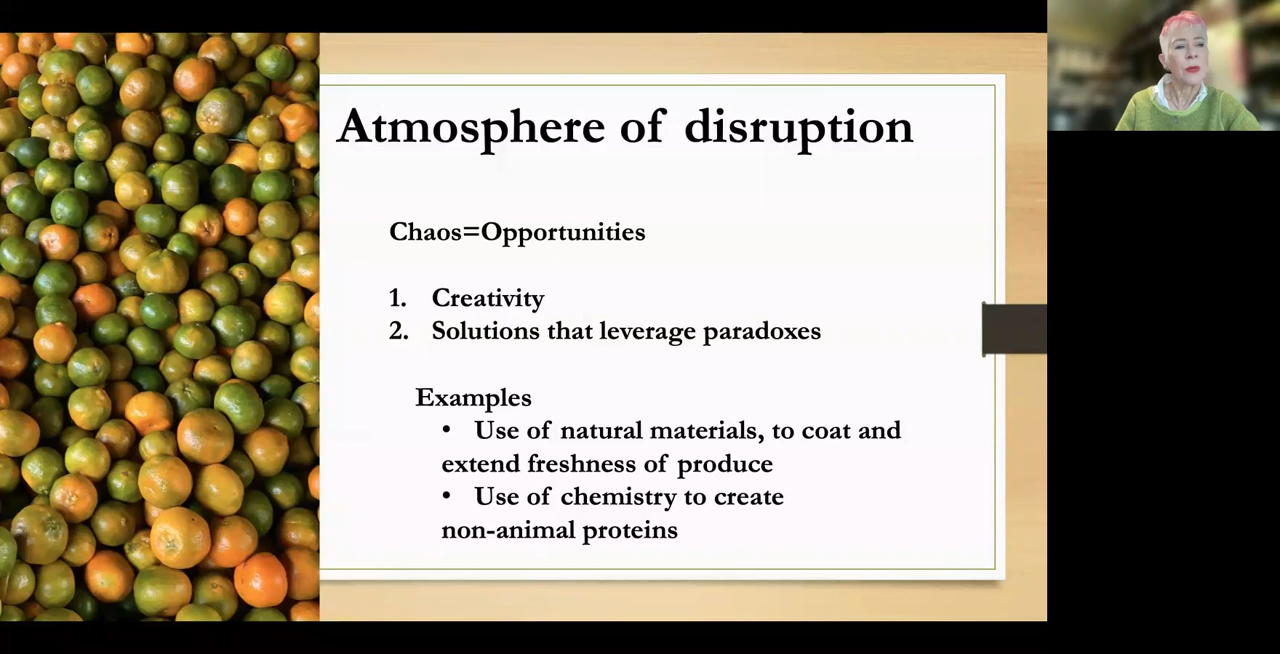 Atmosphere of disruption
Chaos=Opportunities
1. Creativity
2. Solutions that leverage paradoxes
Examples
• Use of natural materials, to coat and
extend freshness of produce
• Use of chemistry to create
non-animal proteins